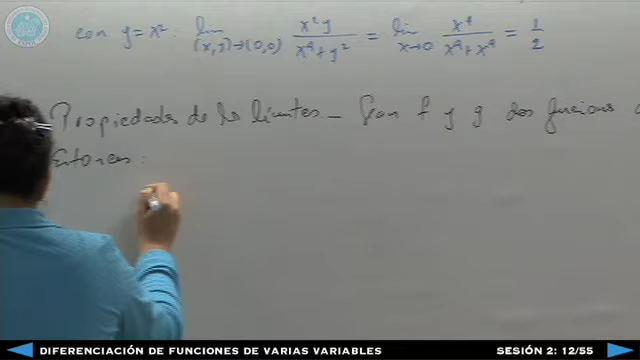 con y = x². lim (x,y)→(0,0) x²y / x⁴+y² = lim x→0 x⁴ / x⁴+x⁴ = 1/2
Propiedades de los límites _ Sean f y g dos funciones
Entonces:
DIFERENCIACIÓN DE FUNCIONES DE VARIAS VARIABLES SESIÓN 2: 12/55